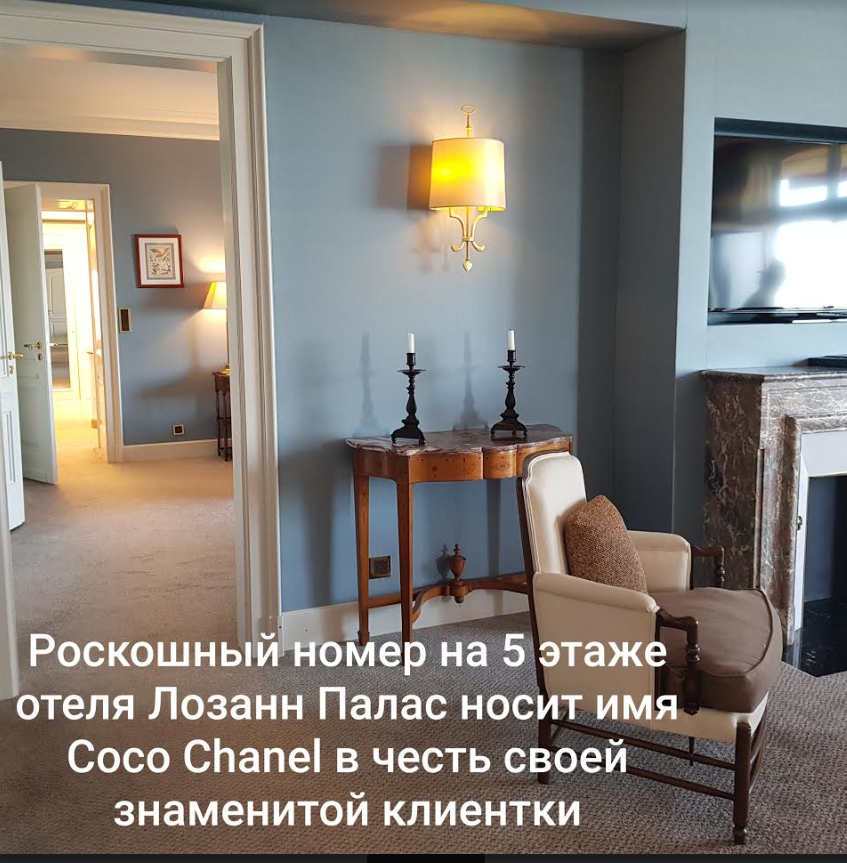 Роскошный номер на 5 этаже
отеля Лозанн Палас носит имя
Coco Chanel в честь своей
знаменитой клиентки